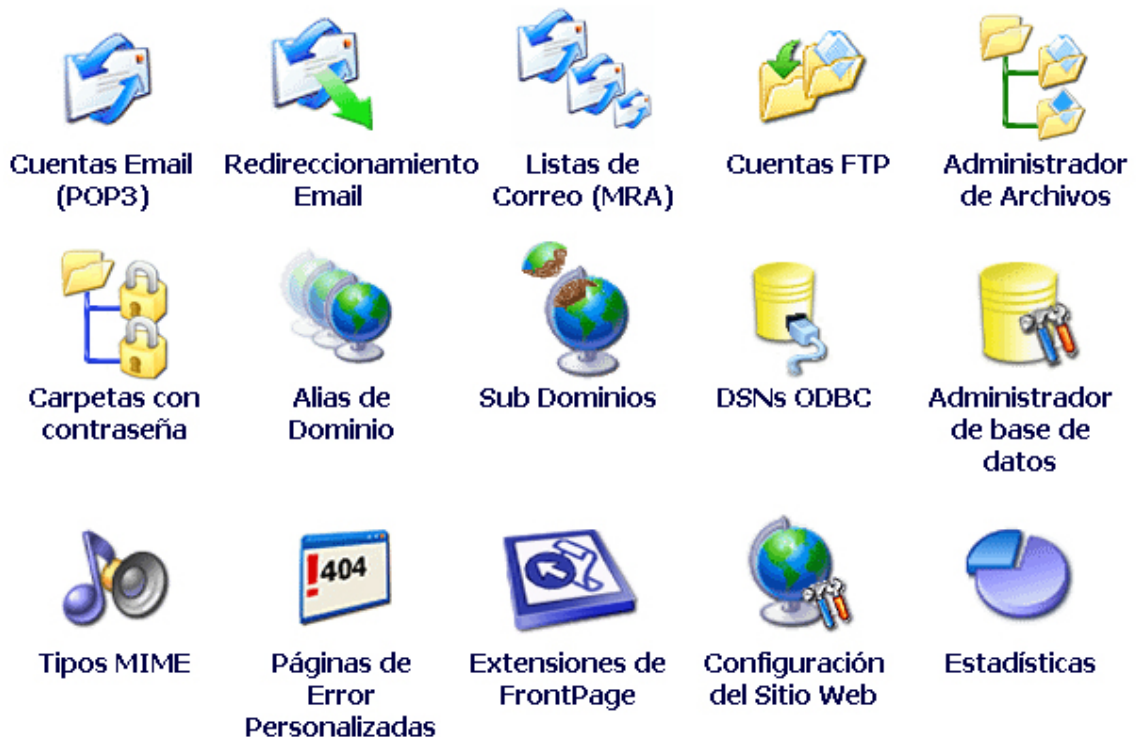 Cuentas Email
(POP3)
Redireccionamiento
Email
Listas de
Correo (MRA)
Cuentas FTP
Administrador
de Archivos
Carpetas con
contraseña
Alias de
Dominio
Sub Dominios
DSNs ODBC
Administrador
de base de
datos
404
Tipos MIME
Páginas de
Error
Personalizadas
Extensiones de
FrontPage
Configuración
del Sitio Web
Estadísticas